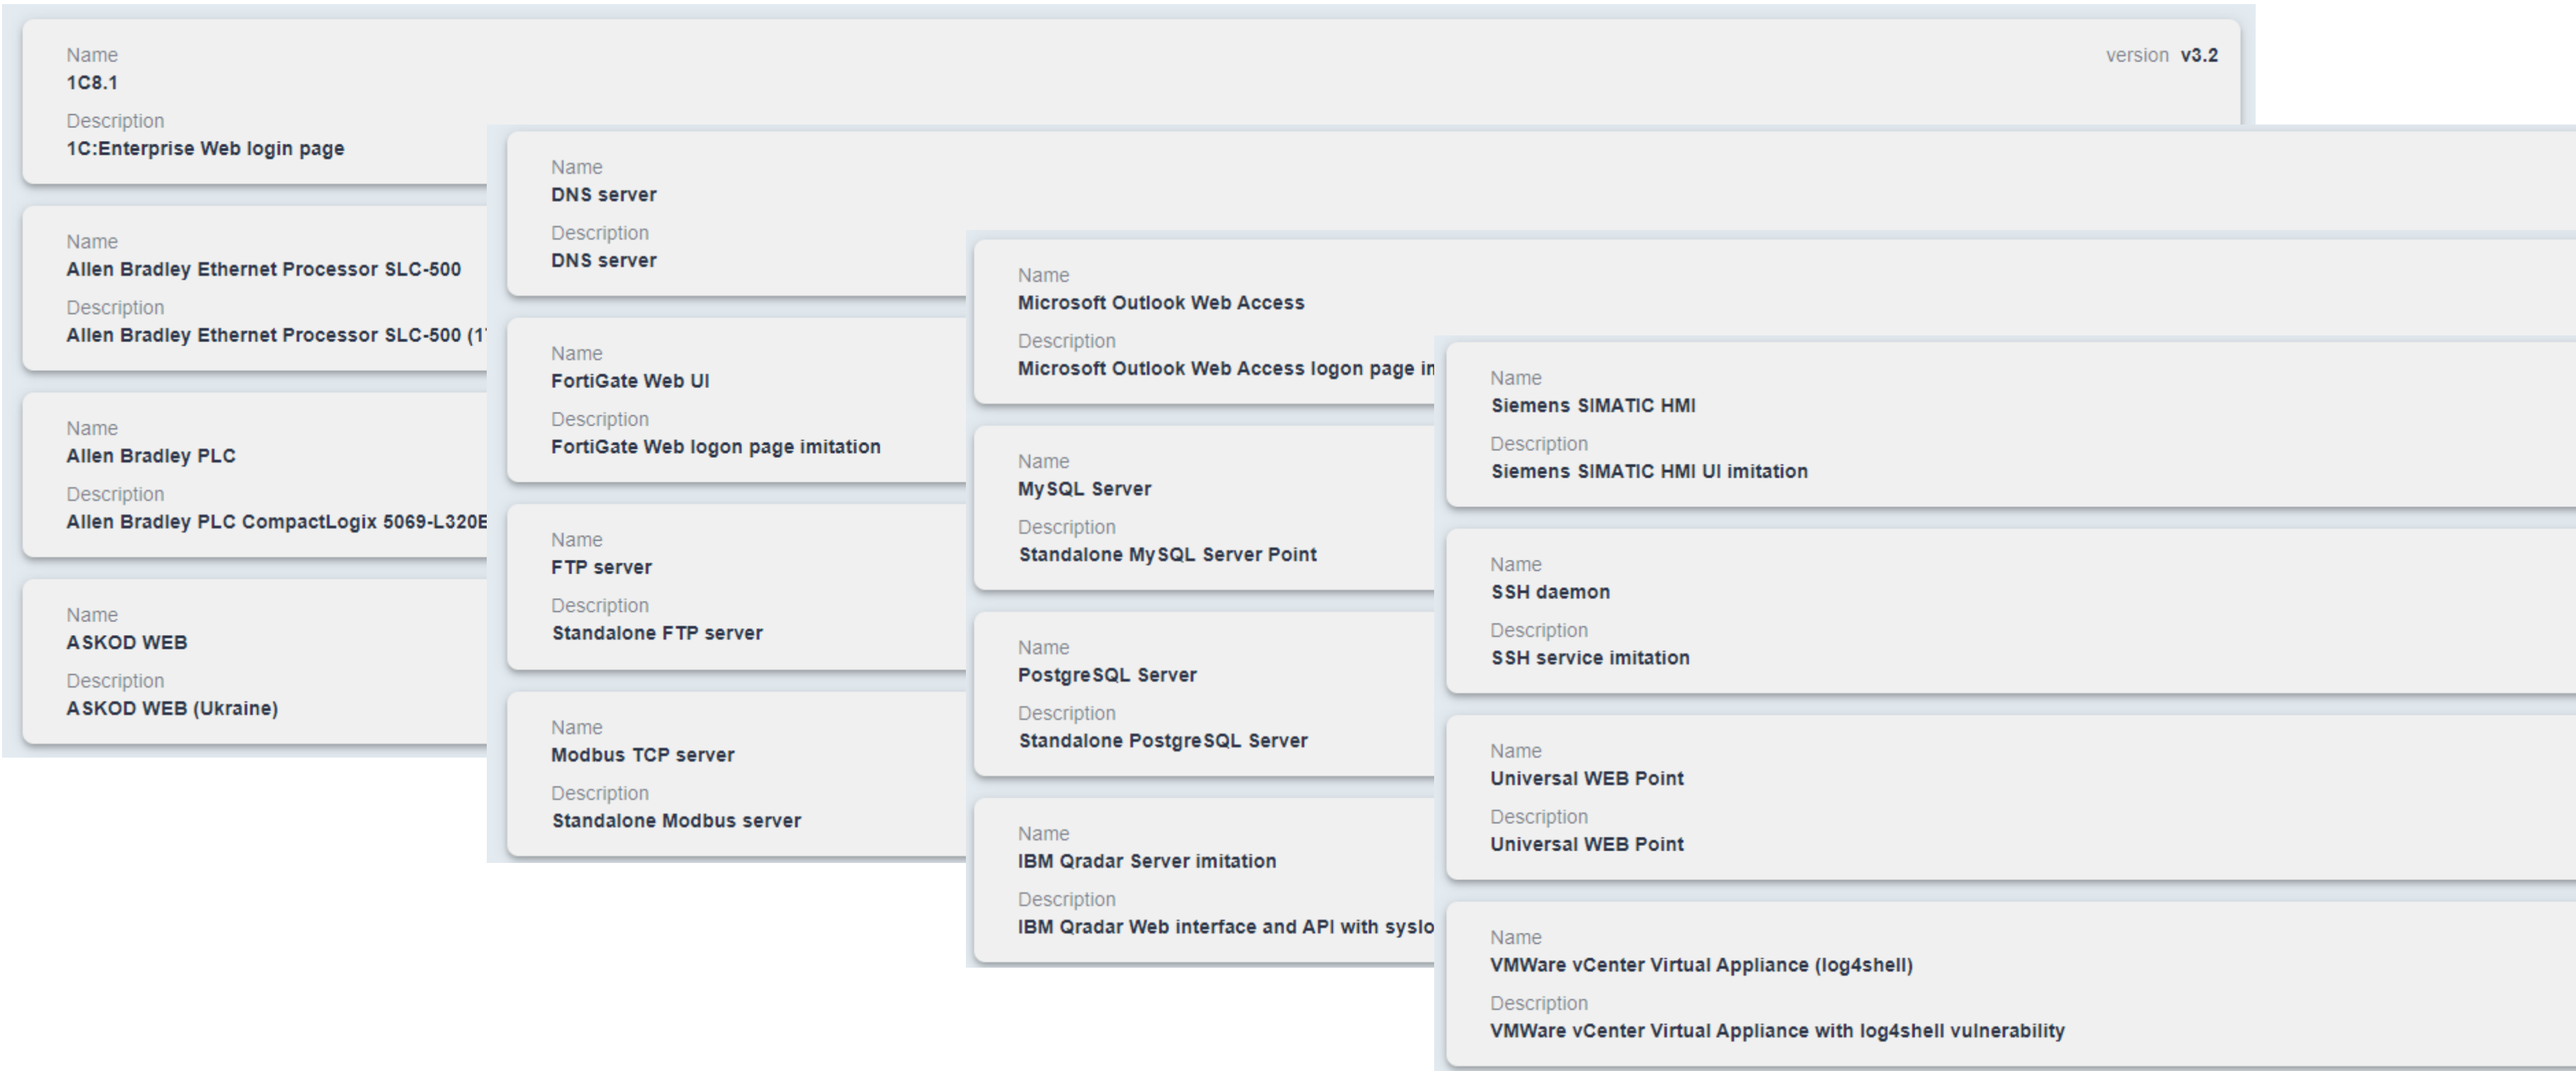 Name
version v3.2
1C8.1
Description
1C:Enterprise Web login page
Name
Allen Bradley Ethernet Processor SLC-500
Description
Allen Bradley Ethernet Processor SLC-500
Name
Allen Bradley PLC
Description
Allen Bradley PLC CompactLogix 5069-L320E
Name
ASKOD WEB
Description
ASKOD WEB (Ukraine)
Name
DNS server
Description
DNS server
Name
FortiGate Web UI
Description
FortiGate Web logon page imitation
Name
FTP server
Description
Standalone FTP server
Name
Modbus TCP server
Description
Standalone Modbus server
Name
Microsoft Outlook Web Access
Description
Microsoft Outlook Web Access logon page
Name
MySQL Server
Description
Standalone MySQL Server Point
Name
PostgreSQL Server
Description
Standalone PostgreSQL Server
Name
IBM Qradar Server imitation
Description
IBM Qradar Web interface and API with syslo
Name
Siemens SIMATIC HMI
Description
Siemens SIMATIC HMI UI imitation
Name
SSH daemon
Description
SSH service imitation
Name
Universal WEB Point
Description
Universal WEB Point
Name
VMWare vCenter Virtual Appliance (log4shell)
Description
VMWare vCenter Virtual Appliance with log4shell vulnerability